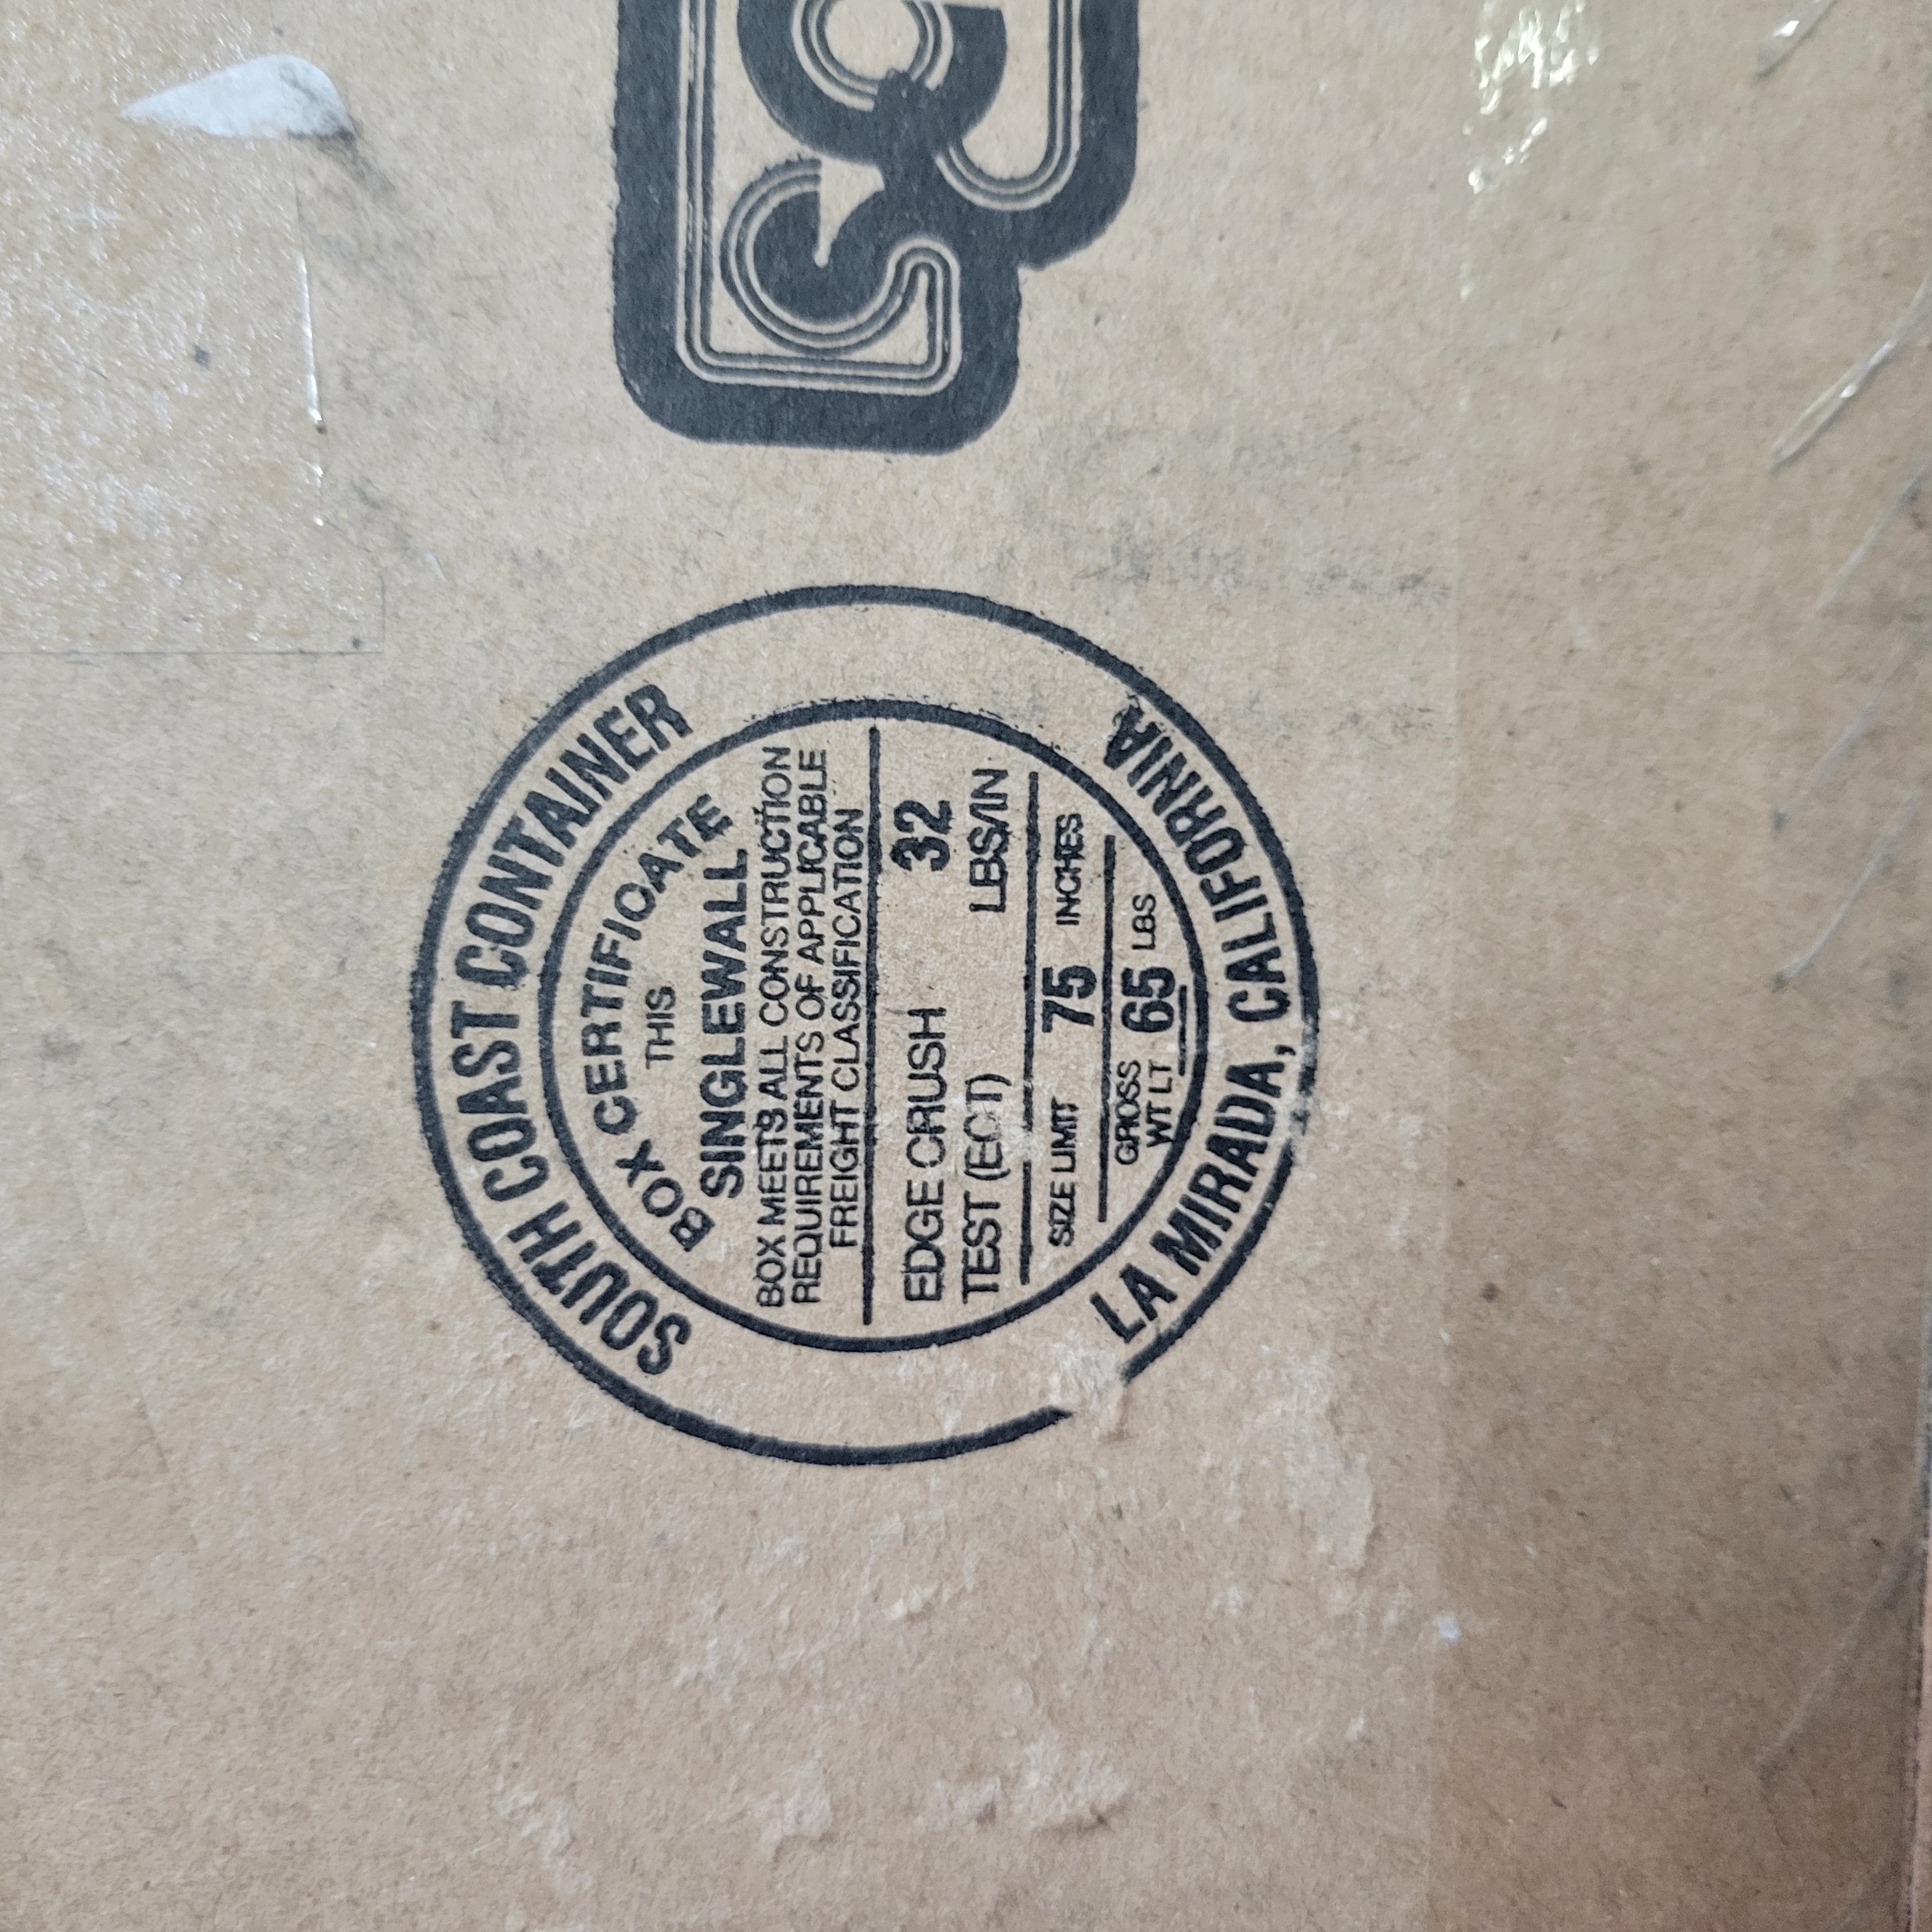 SOUTH COAST CONTAINER
BOX CERTIFICATE
THIS
SINGLEWALL
BOX MEETS ALL CONSTRUCTION
REQUIREMENTS OF APPLICABLE
FREIGHT CLASSIFICATION
EDGE CRUSH 32
TEST (ECT) LBS/IN
SIZE LIMIT 75 INCHES
GROSS
WT LT 65 LBS
LA MIRADA, CALIFORNIA